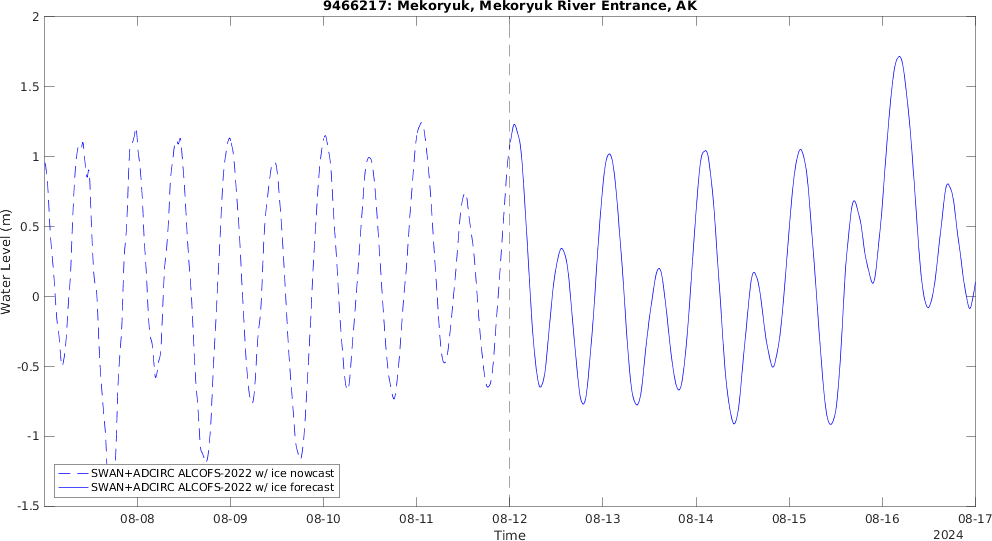 9466217: Mekoryuk, Mekoryuk River Entrance, AK
2
1.5
1
0.5
0
-0.5
-1
-1.5
Water Level (m)
SWAN+ADCIRC ALCOFS-2022 w/ ice nowcast
SWAN+ADCIRC ALCOFS-2022 w/ ice forecast
08-08 08-09 08-10 08-11 08-12 08-13 08-14 08-15 08-16 08-17
Time
2024